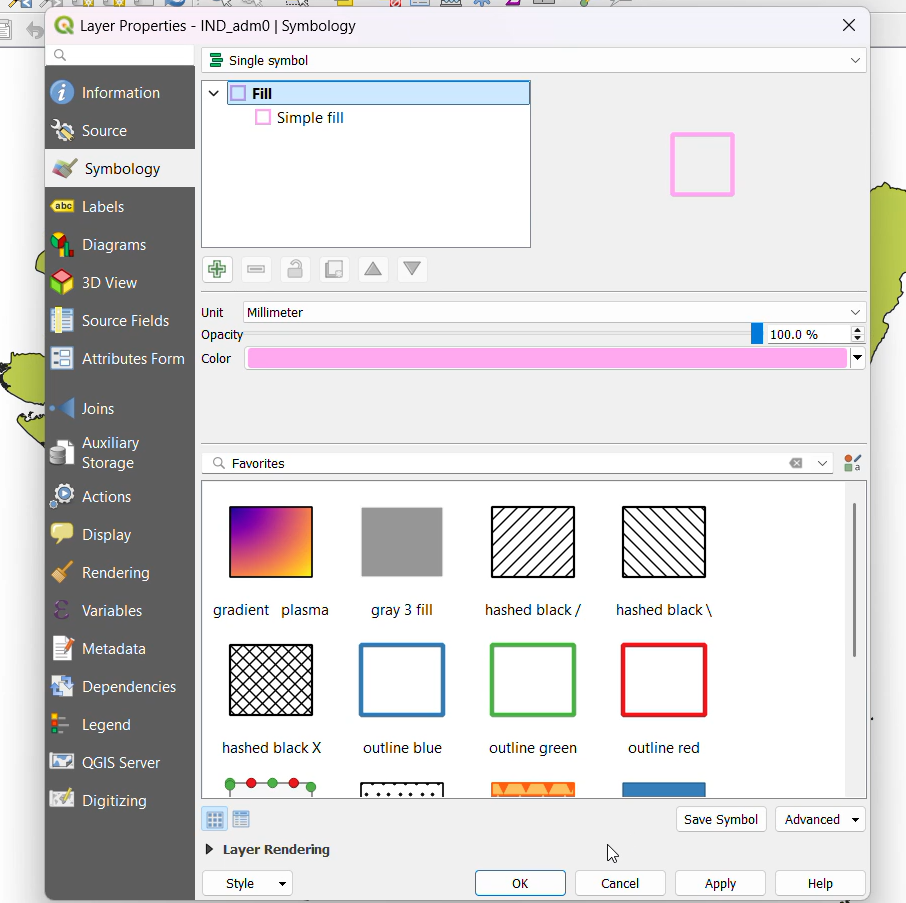 Layer Properties - IND_adm0 | Symbology
Information
Source
Symbology
abc Labels
Diagrams
3D View
Source Fields
Attributes Form
Joins
Auxiliary
Storage
Actions
Display
Rendering
Variables
Metadata
Dependencies
Legend
QGIS Server
Digitizing
Single symbol
Fill
Simple fill
Unit Millimeter
Opacity 100.0 %
Color
Favorites
gradient plasma
gray 3 fill
hashed black /
hashed black \
hashed black X
outline blue
outline green
outline red
Save Symbol
Advanced
Layer Rendering
Style
OK
Cancel
Apply
Help